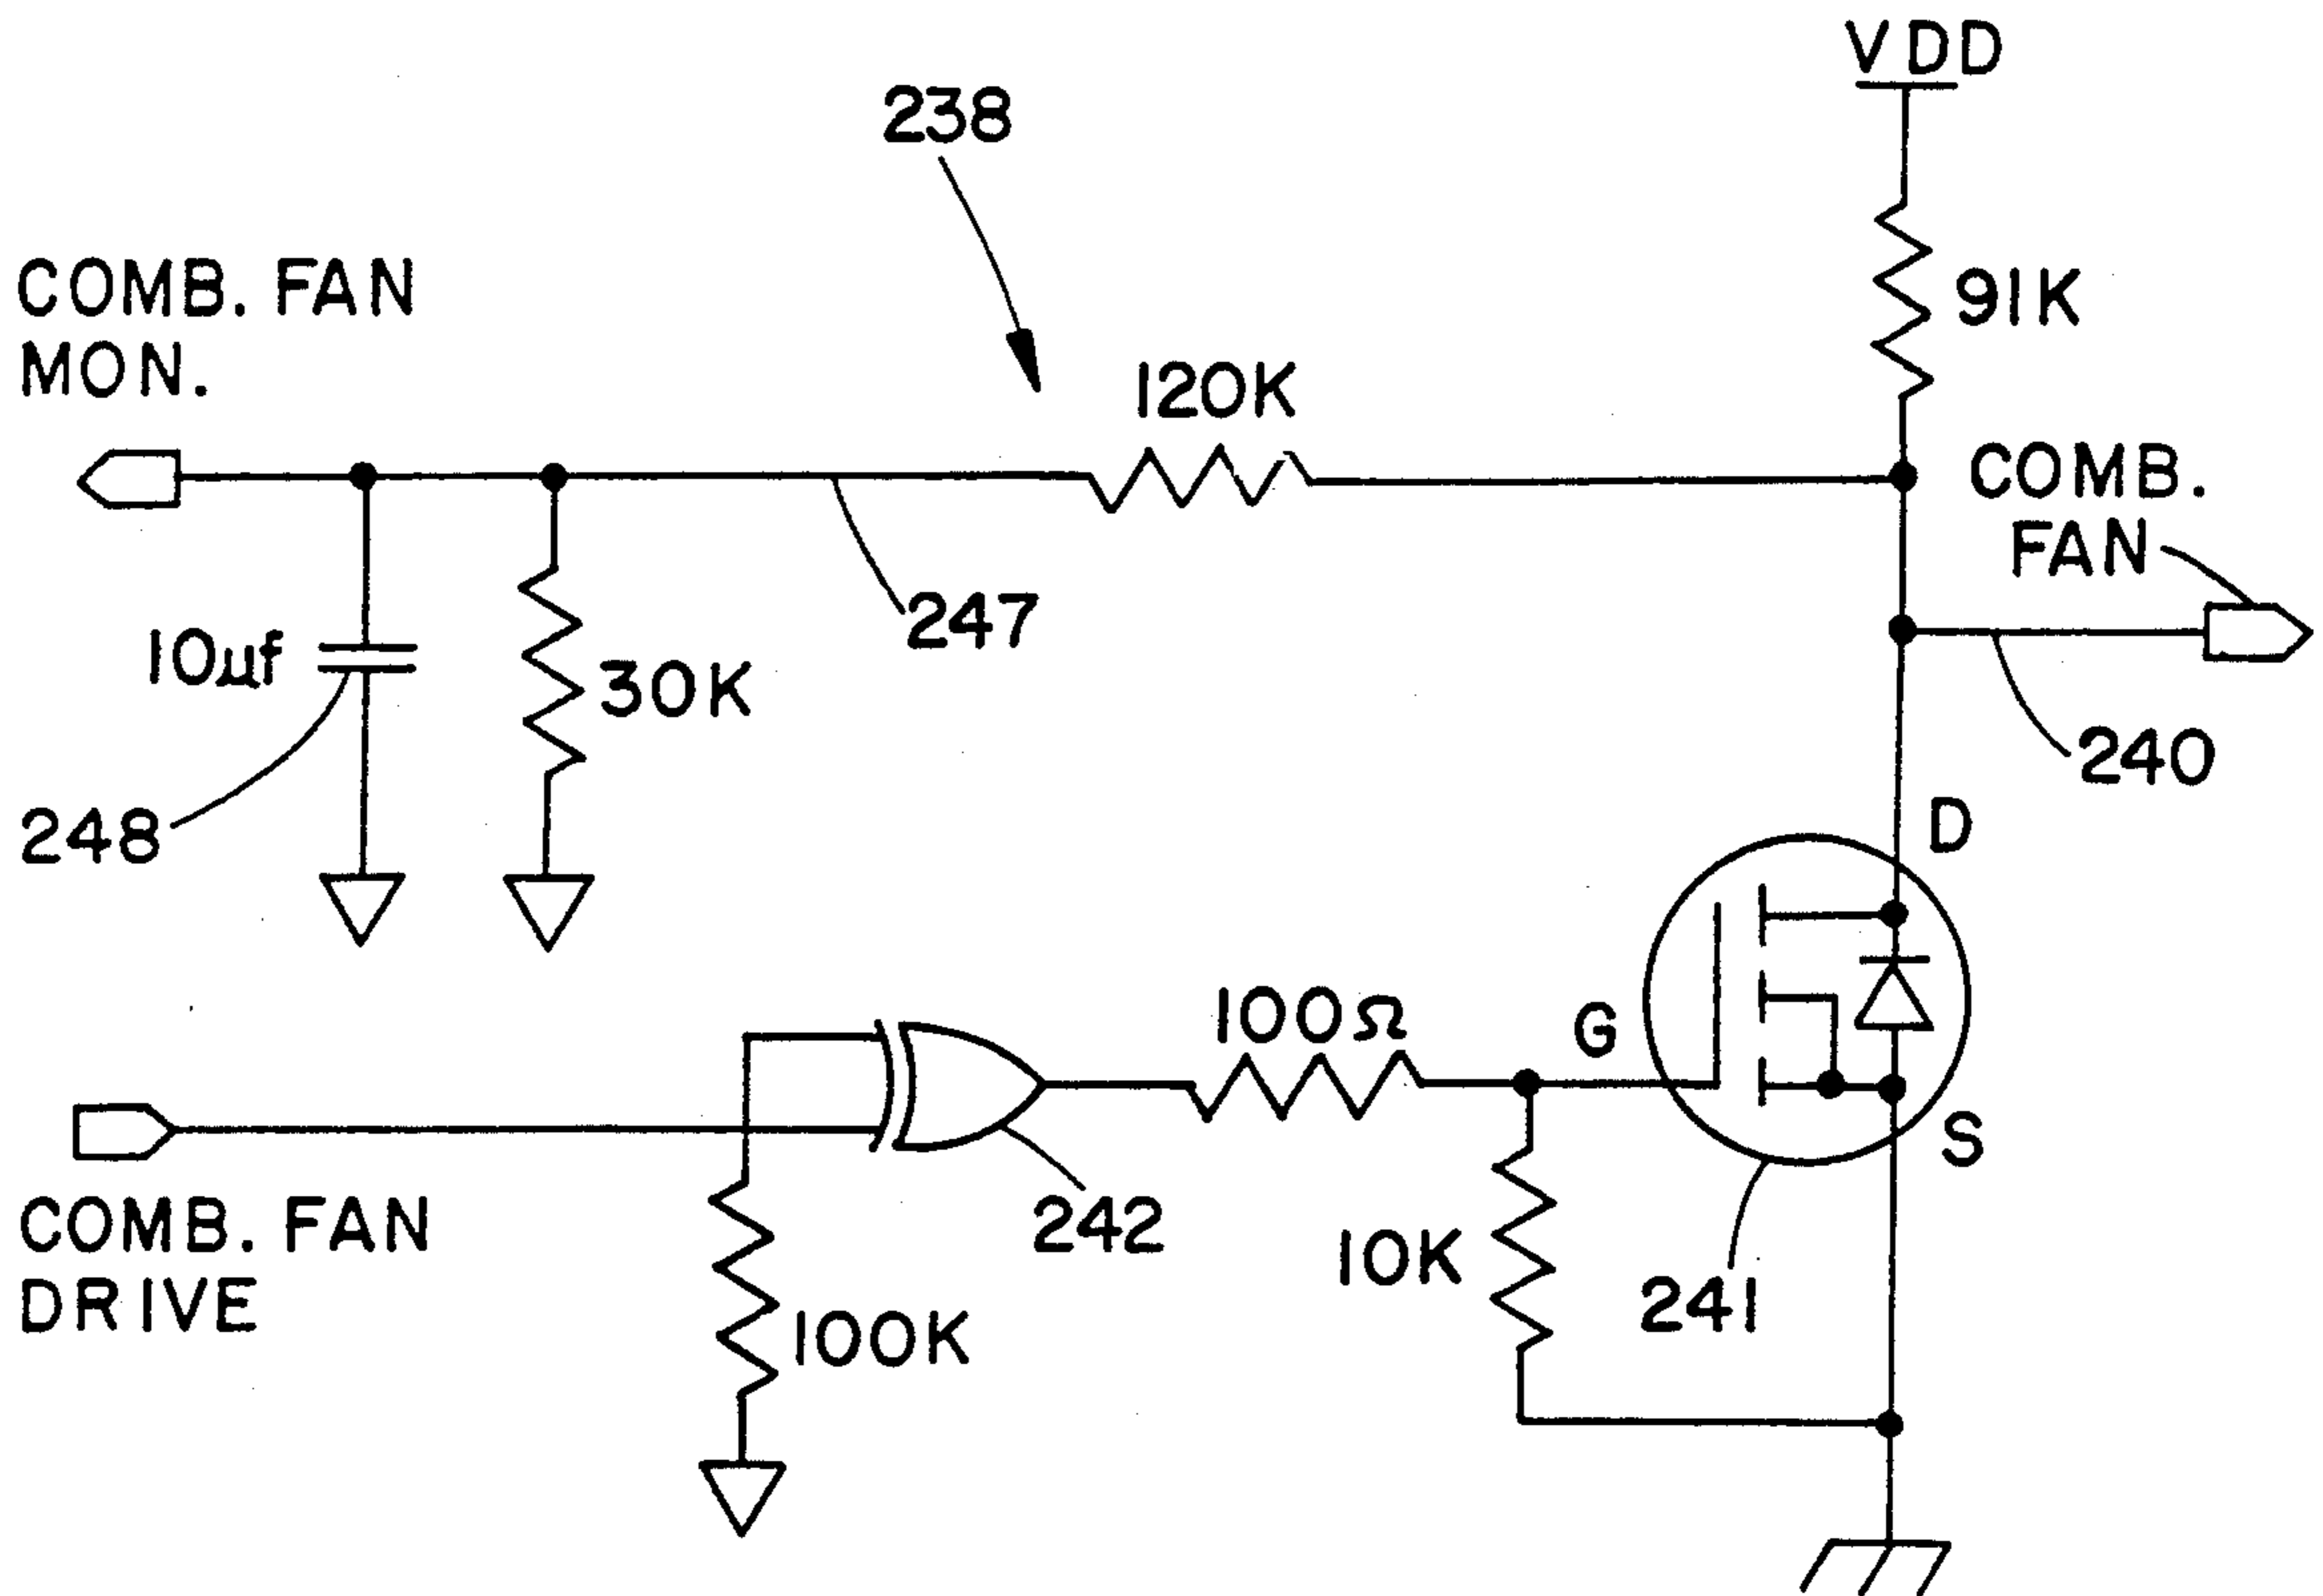 VDD
238
COMB. FAN
MON.
91K
120K
COMB.
FAN
247
10µf
30K
240
248
D
100Ω
G
S
242
COMB. FAN
DRIVE
10K
241
100K